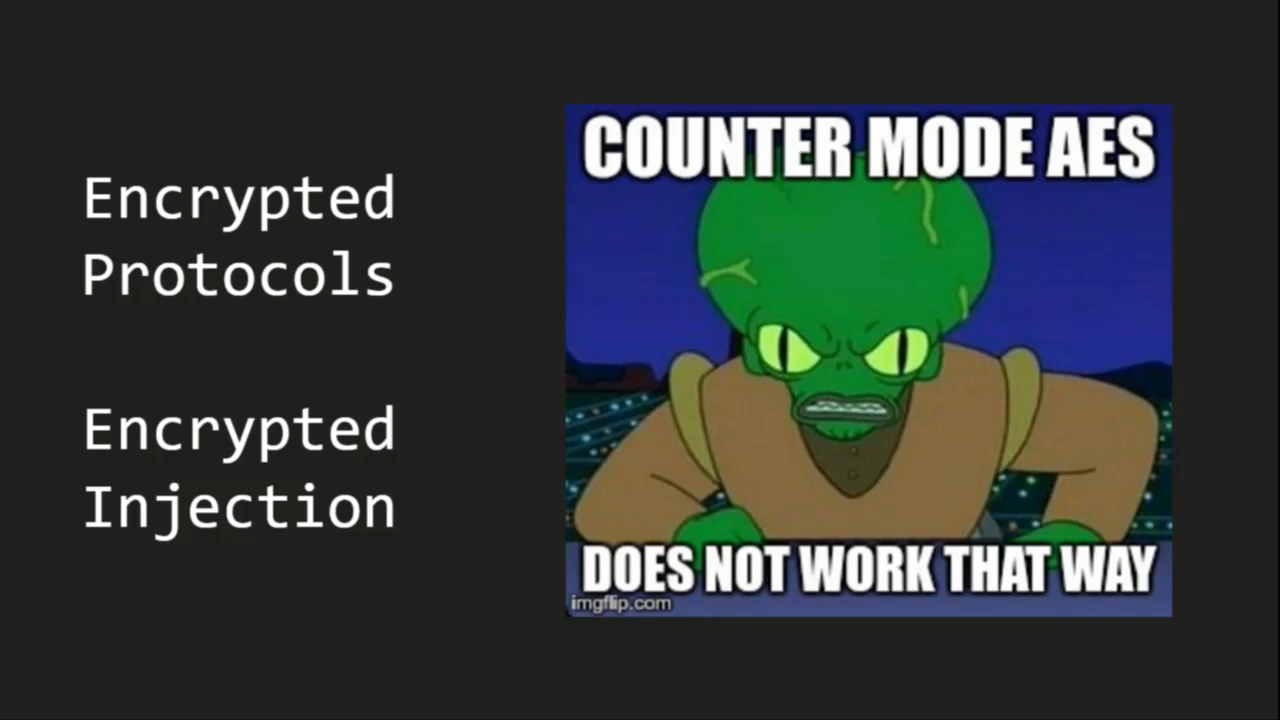 Encrypted
Protocols
Encrypted
Injection
COUNTER MODE AES
DOES NOT WORK THAT WAY
imgflip.com